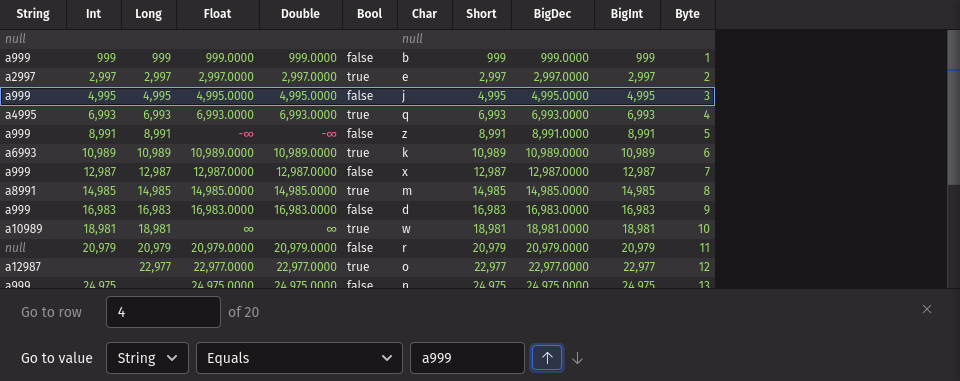 String Int Long Float Double Bool Char Short BigDec BigInt Byte
null null
a999 999 999 999.0000 999.0000 false b 999 999.0000 999 1
a2997 2,997 2,997 2,997.0000 2,997.0000 true e 2,997 2,997.0000 2,997 2
a999 4,995 4,995 4,995.0000 4,995.0000 false j 4,995 4,995.0000 4,995 3
a4995 6,993 6,993 6,993.0000 6,993.0000 true q 6,993 6,993.0000 6,993 4
a999 8,991 8,991 -∞ -∞ false z 8,991 8,991.0000 8,991 5
a6993 10,989 10,989 10,989.0000 10,989.0000 true k 10,989 10,989.0000 10,989 6
a999 12,987 12,987 12,987.0000 12,987.0000 false x 12,987 12,987.0000 12,987 7
a8991 14,985 14,985 14,985.0000 14,985.0000 true m 14,985 14,985.0000 14,985 8
a999 16,983 16,983 16,983.0000 16,983.0000 false d 16,983 16,983.0000 16,983 9
a10989 18,981 18,981 ∞ ∞ true w 18,981 18,981.0000 18,981 10
null 20,979 20,979 20,979.0000 20,979.0000 false r 20,979 20,979.0000 20,979 11
a12987 22,977 22,977.0000 22,977.0000 true o 22,977 22,977.0000 22,977 12
a999 24,975 24,975.0000 24,975.0000 false n 24,975 24,975.0000 24,975 13
Go to row 4 of 20
Go to value String Equals a999